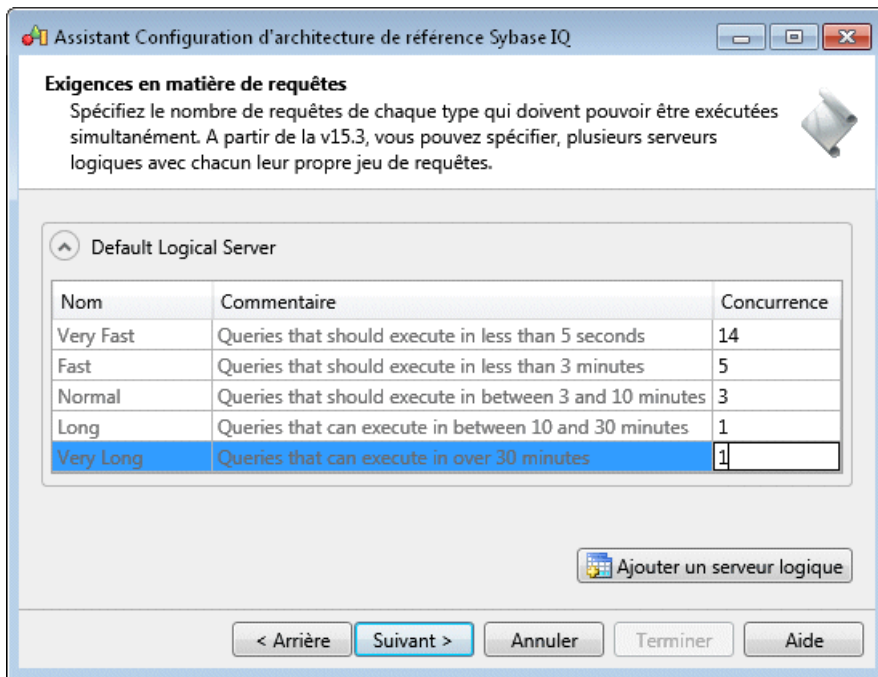 Assistant Configuration d'architecture de référence Sybase IQ
Exigences en matière de requêtes
Spécifiez le nombre de requêtes de chaque type qui doivent pouvoir être exécutées
simultanément. A partir de la v15.3, vous pouvez spécifier, plusieurs serveurs
logiques avec chacun leur propre jeu de requêtes.
Default Logical Server
Nom Commentaire Concurrence
Very Fast Queries that should execute in less than 5 seconds 14
Fast Queries that should execute in less than 3 minutes 5
Normal Queries that should execute in between 3 and 10 minutes 3
Long Queries that can execute in between 10 and 30 minutes 1
Very Long Queries that can execute in over 30 minutes 1
Ajouter un serveur logique
< Arrière Suivant > Annuler Terminer Aide